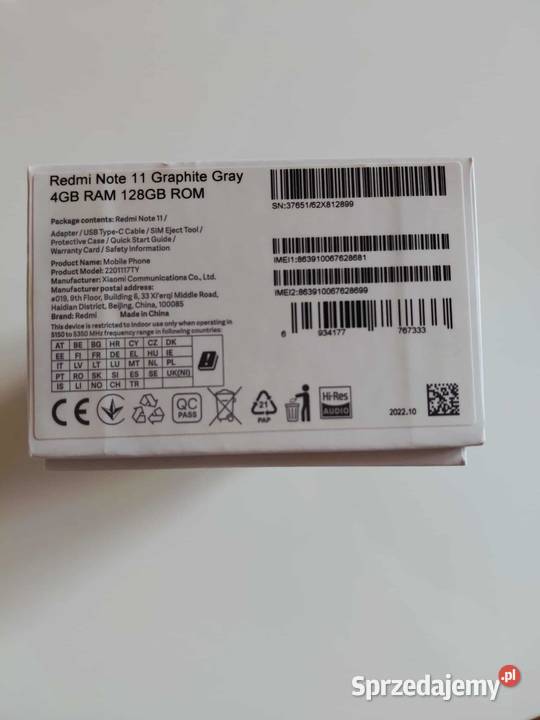 Redmi Note 11 Graphite Gray
4GB RAM 128GB ROM
SN:37651/62X812899
Package contents: Redmi Note 11 /
Adapter / USB Type-C Cable / SIM Eject Tool /
Protective Case / Quick Start Guide /
Warranty Card / Safety Information
Product Name: Mobile Phone
Product Model: 2201117TY
Manufacturer: Xiaomi Communications Co., Ltd.
Manufacturer postal address:
#019, 9th Floor, Building 6, 33 Xi'erqi Middle Road,
Haidian District, Beijing, China, 100085
Brand: Redmi Made in China
IMEI1:863910067628681
IMEI2:863910067628699
6 934177 767333
This device is restricted to indoor use only when operating in
5150 to 5350 MHz frequency range in following countries:
AT BE BG HR CY CZ DK
EE FI FR DE EL HU IE
IT LV LT LU MT NL PL
PT RO SK SI ES SE UK(NI)
IS LI NO CH TR
CE
QC
PASS
21
PAP
Hi-Res
AUDIO
2022.10
Sprzedajemy.pl